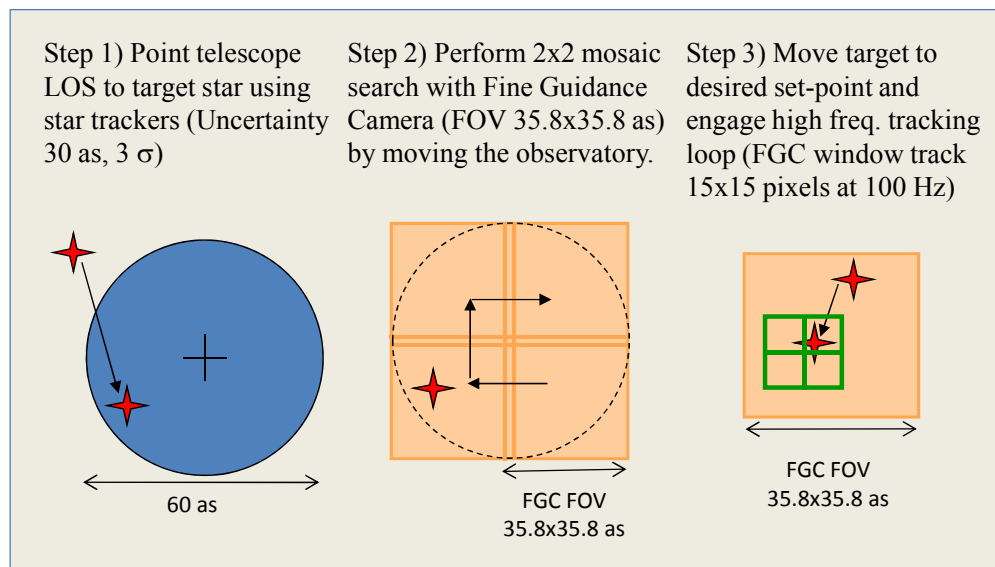 Step 1) Point telescope
LOS to target star using
star trackers (Uncertainty
30 as, 3 σ)
60 as
Step 2) Perform 2x2 mosaic
search with Fine Guidance
Camera (FOV 35.8x35.8 as)
by moving the observatory.
FGC FOV
35.8x35.8 as
Step 3) Move target to
desired set-point and
engage high freq. tracking
loop (FGC window track
15x15 pixels at 100 Hz)
FGC FOV
35.8x35.8 as